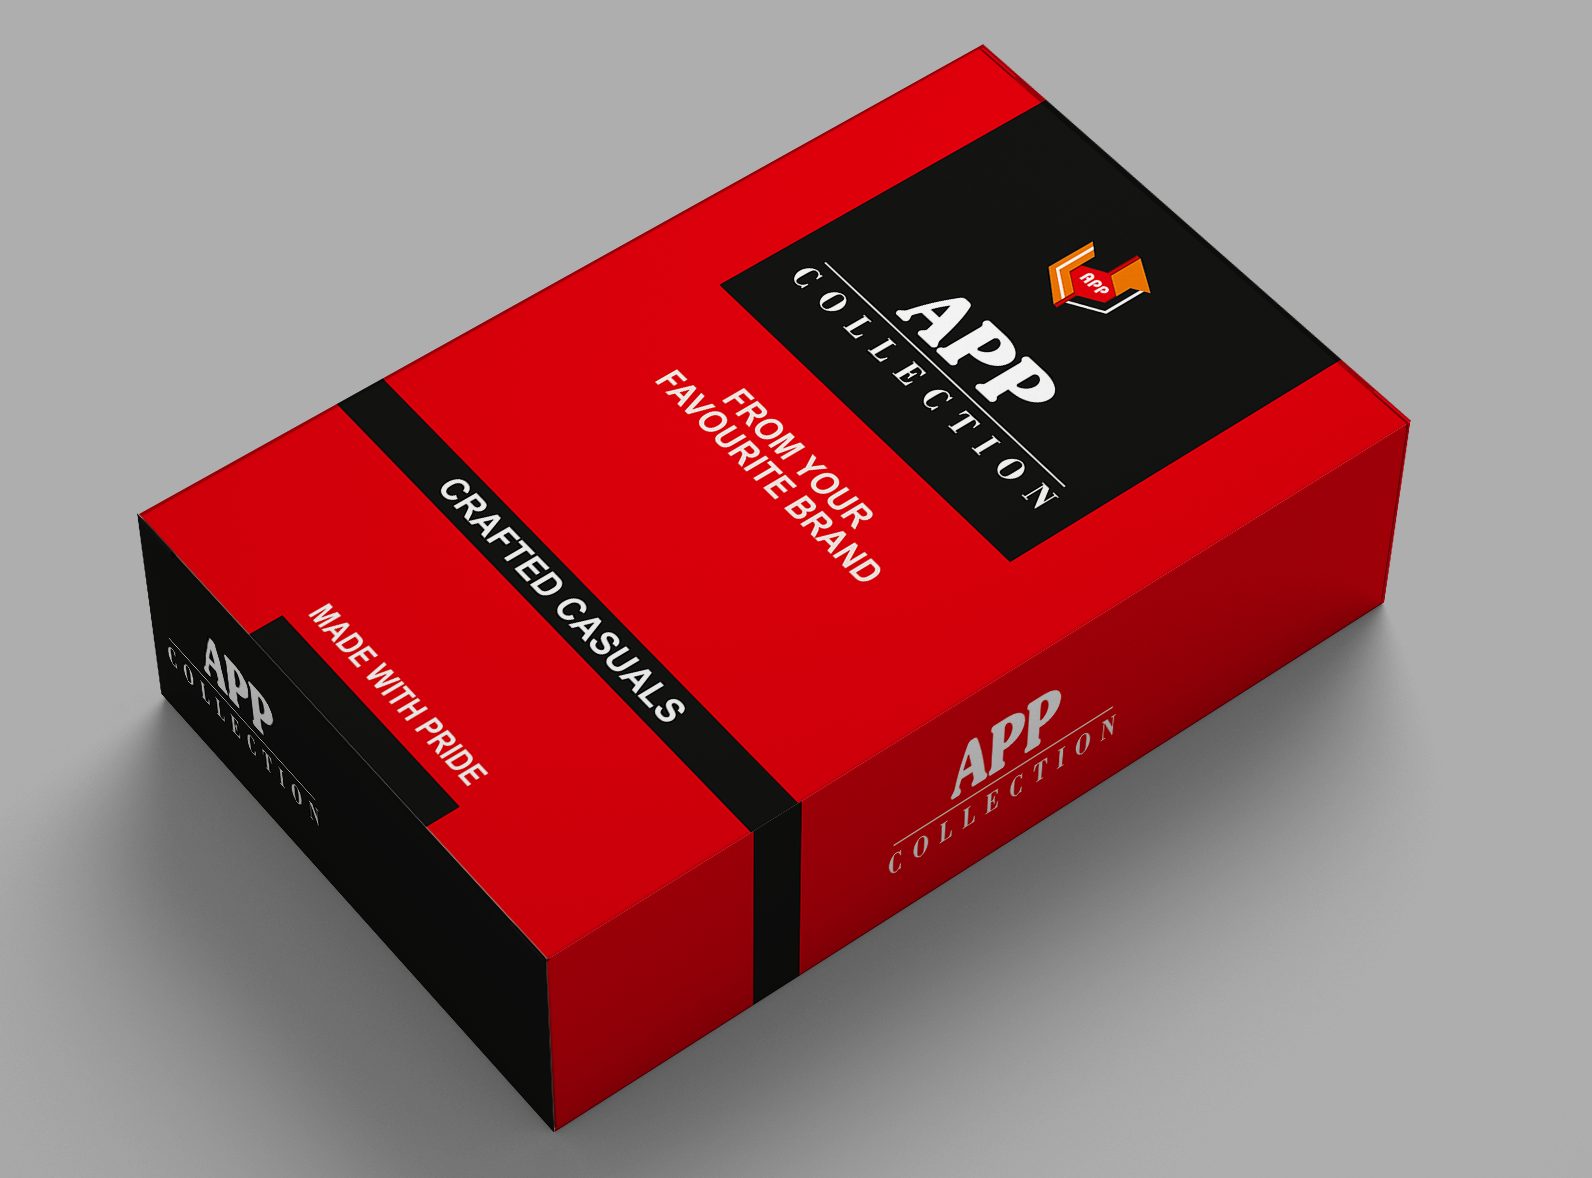 APP
APP
COLLECTION
FROM YOUR
FAVOURITE BRAND
CRAFTED CASUALS
MADE WITH PRIDE
APP
COLLECTION
APP
COLLECTION